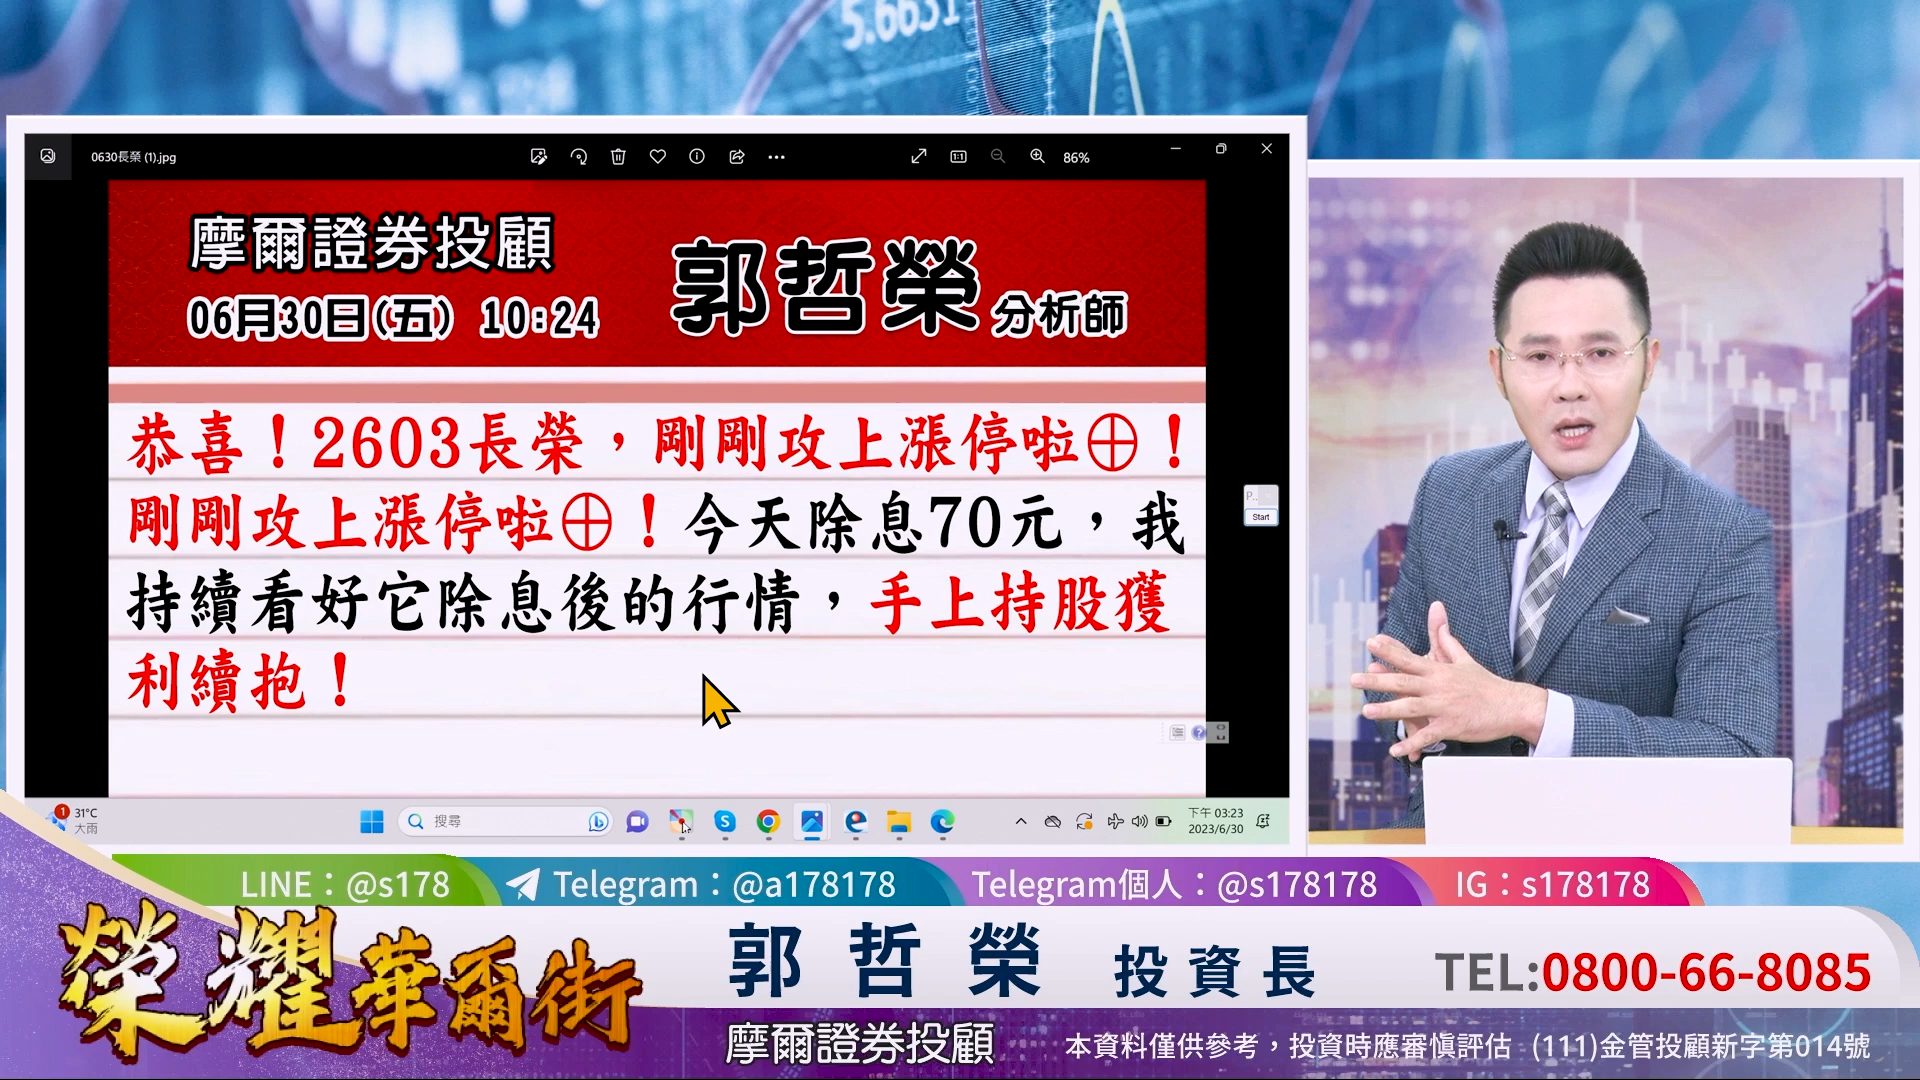 5.6631
0630長榮 (1).jpg
86%
摩爾證券投顧
06月30日(五) 10:24
郭哲榮分析師
恭喜！2603長榮，剛剛攻上漲停啦⊕！
剛剛攻上漲停啦⊕！今天除息70元，我
持續看好它除息後的行情，手上持股獲
利續抱！
P..
Start
1
31°C
大雨
搜尋
下午 03:23
2023/6/30
LINE：@s178
Telegram：@a178178
Telegram個人：@s178178
IG：s178178
榮耀華爾街
郭哲榮 投資長
TEL:0800-66-8085
摩爾證券投顧
本資料僅供參考，投資時應審慎評估 (111)金管投顧新字第014號